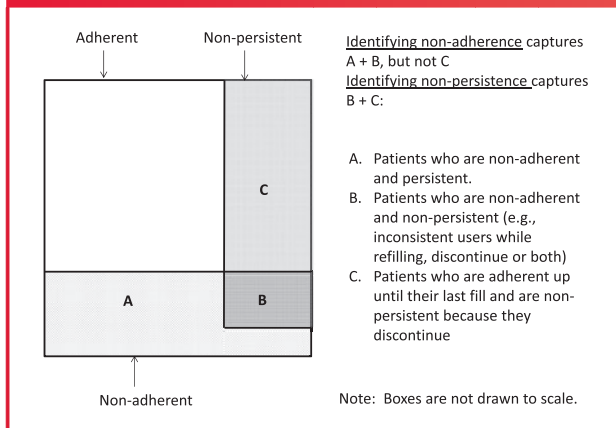 Adherent
Non-persistent
C
A
B
Non-adherent
Identifying non-adherence captures
A + B, but not C
Identifying non-persistence captures
B + C:
A. Patients who are non-adherent
and persistent.
B. Patients who are non-adherent
and non-persistent (e.g.,
inconsistent users while
refilling, discontinue or both)
C. Patients who are adherent up
until their last fill and are non-
persistent because they
discontinue
Note: Boxes are not drawn to scale.